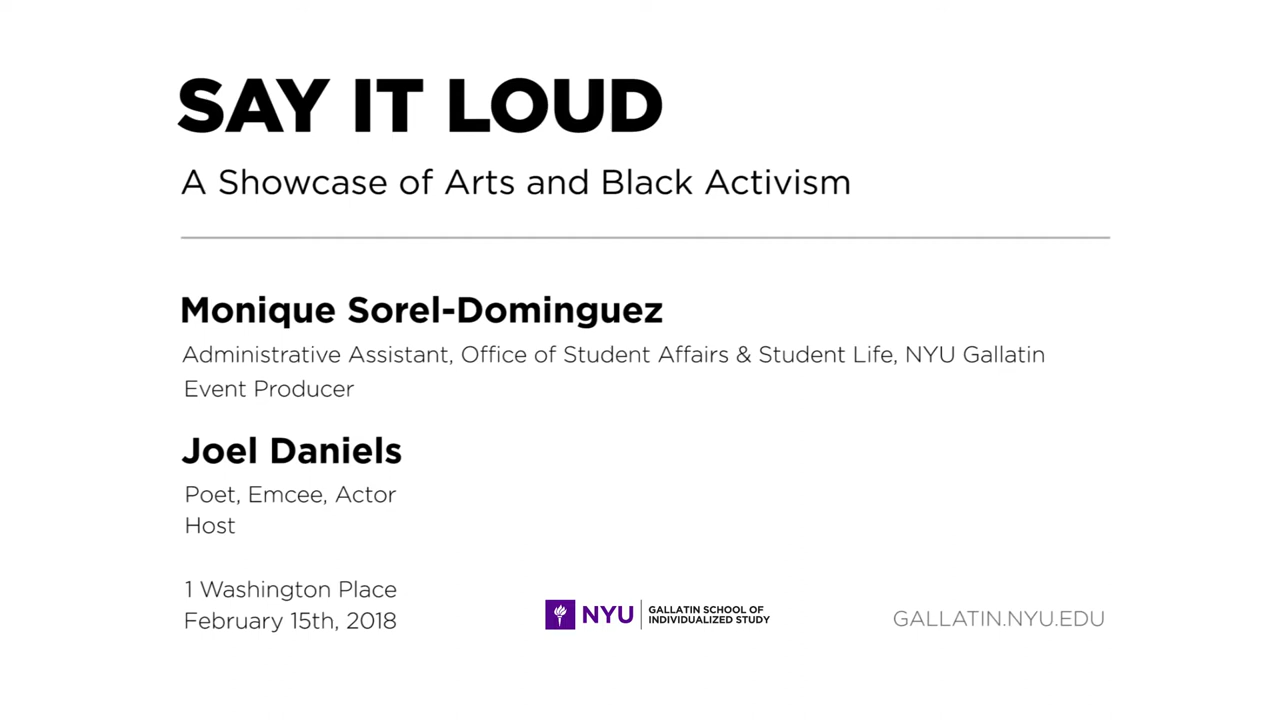 SAY IT LOUD
A Showcase of Arts and Black Activism
Monique Sorel-Dominguez
Administrative Assistant, Office of Student Affairs & Student Life, NYU Gallatin
Event Producer
Joel Daniels
Poet, Emcee, Actor
Host
1 Washington Place
February 15th, 2018
NYU
GALLATIN SCHOOL OF
INDIVIDUALIZED STUDY
GALLATIN.NYU.EDU